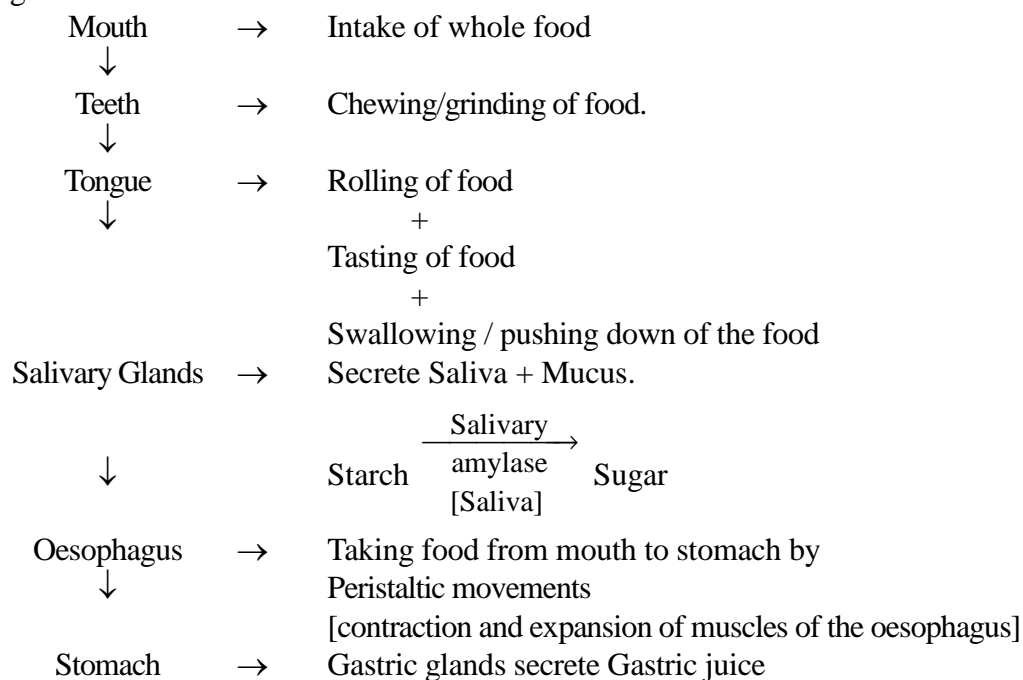 Mouth → Intake of whole food
↓
Teeth → Chewing/grinding of food.
↓
Tongue → Rolling of food
↓ +
Tasting of food
+
Swallowing / pushing down of the food
Salivary Glands → Secrete Saliva + Mucus.
Salivary
↓ Starch → amylase Sugar
[Saliva]
Oesophagus → Taking food from mouth to stomach by
↓ Peristaltic movements
[contraction and expansion of muscles of the oesophagus]
Stomach → Gastric glands secrete Gastric juice